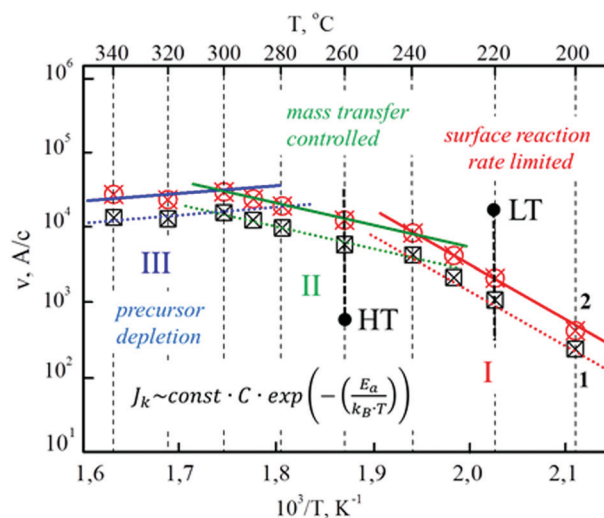 T, °C
340 320 300 280 260 240 220 200
10⁶
10⁵
10⁴
10³
10²
10¹
ν, A/c
mass transfer
controlled
surface reaction
rate limited
LT
III
II
HT
precursor
depletion
I
2
1
J_k~const · C · exp(−(E_a/k_B·T))
1,6 1,7 1,8 1,9 2,0 2,1
10³/T, K⁻¹